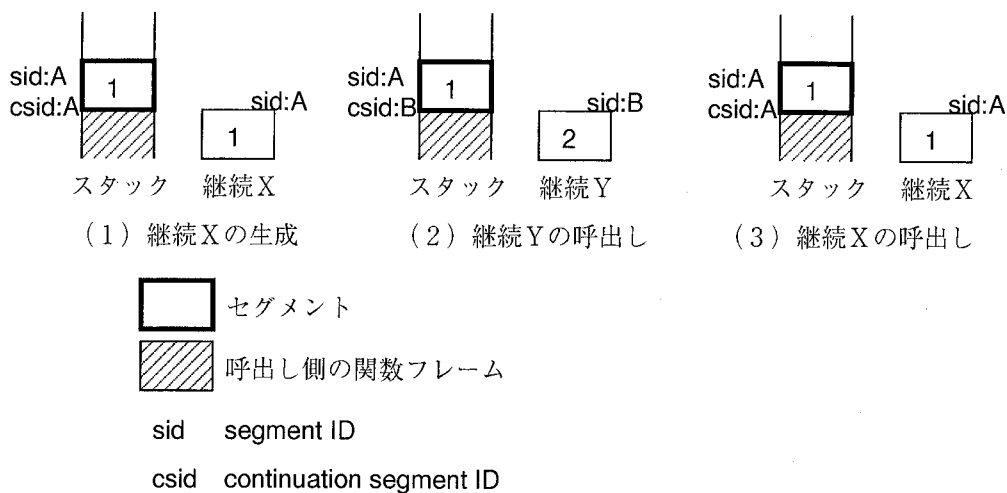 sid:A
csid:A
1
sid:A
1
スタック 継続X
(1)継続Xの生成
sid:A
csid:B
1
sid:B
2
スタック 継続Y
(2)継続Yの呼出し
sid:A
csid:A
1
sid:A
1
スタック 継続X
(3)継続Xの呼出し
セグメント
呼出し側の関数フレーム
sid segment ID
csid continuation segment ID